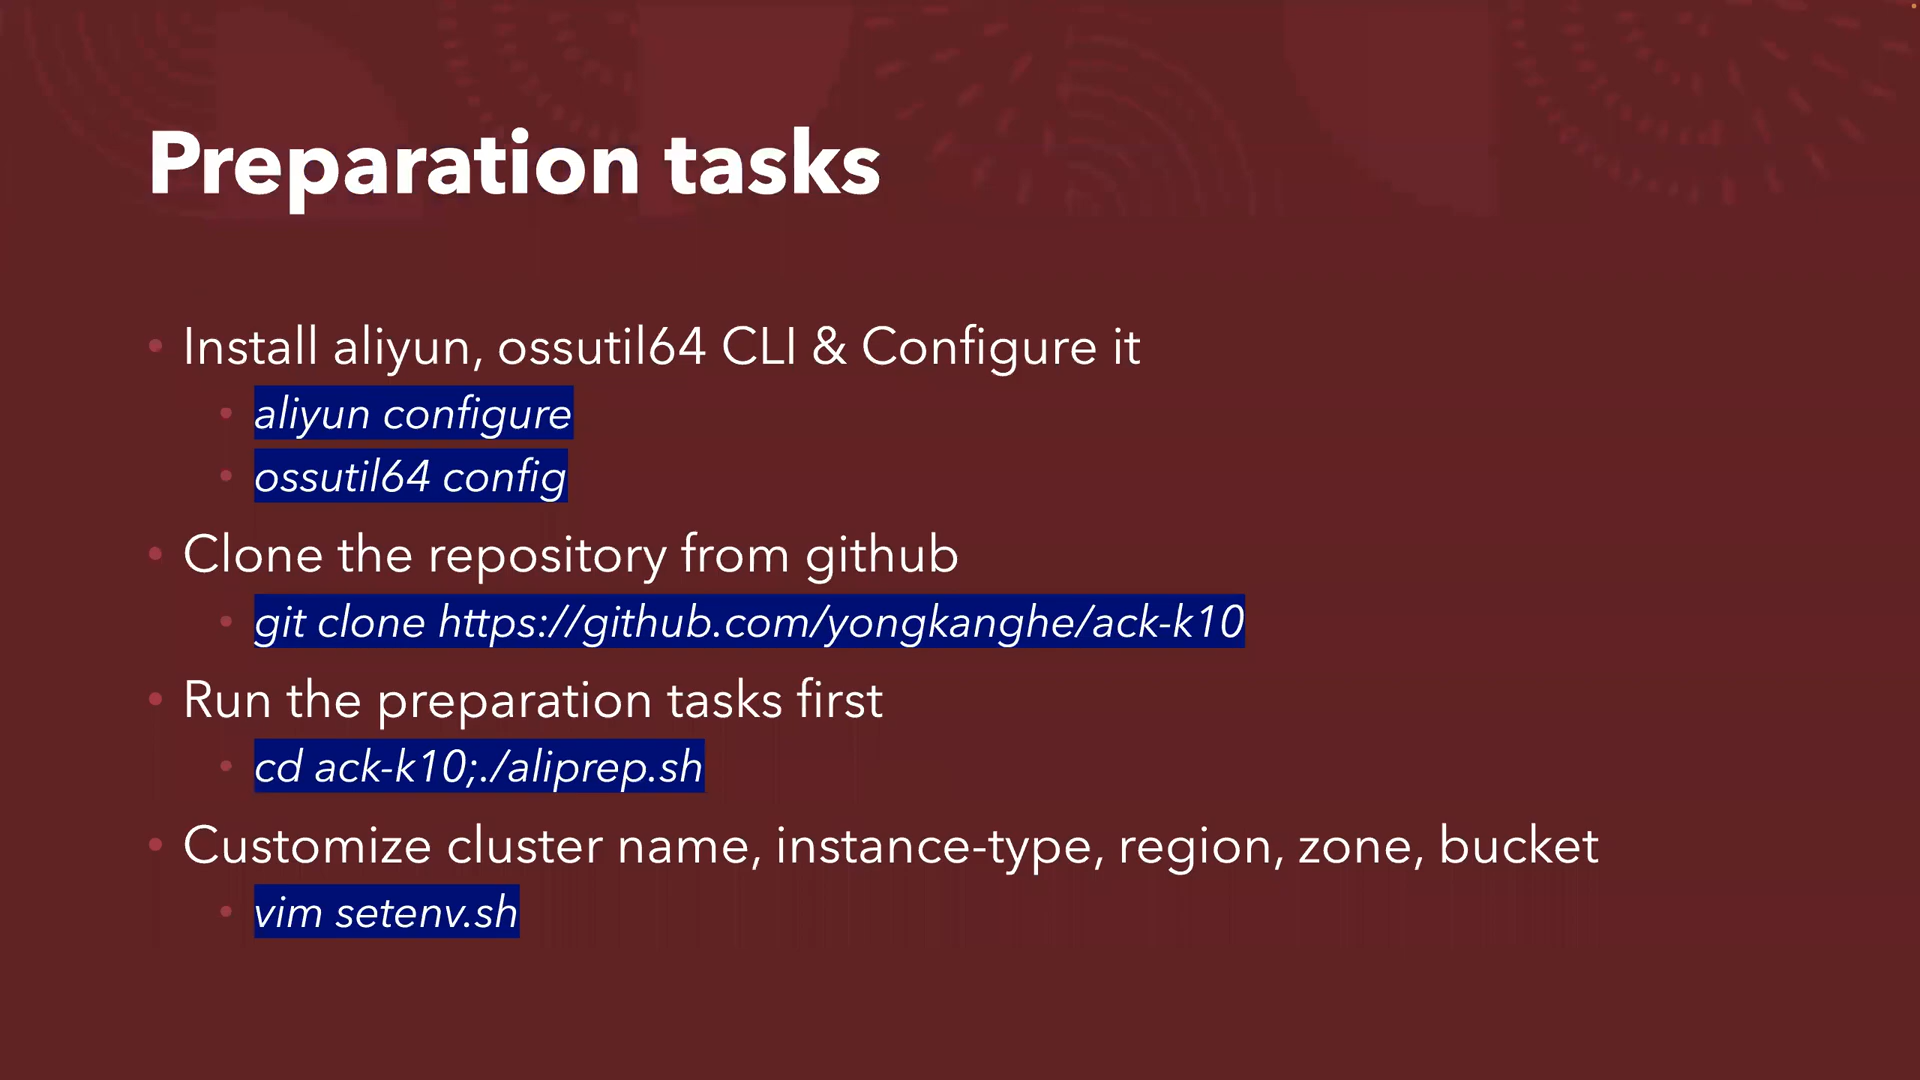 Preparation tasks
• Install aliyun, ossutil64 CLI & Configure it
• aliyun configure
• ossutil64 config
• Clone the repository from github
• git clone https://github.com/yongkanghe/ack-k10
• Run the preparation tasks first
• cd ack-k10;./aliprep.sh
• Customize cluster name, instance-type, region, zone, bucket
• vim setenv.sh